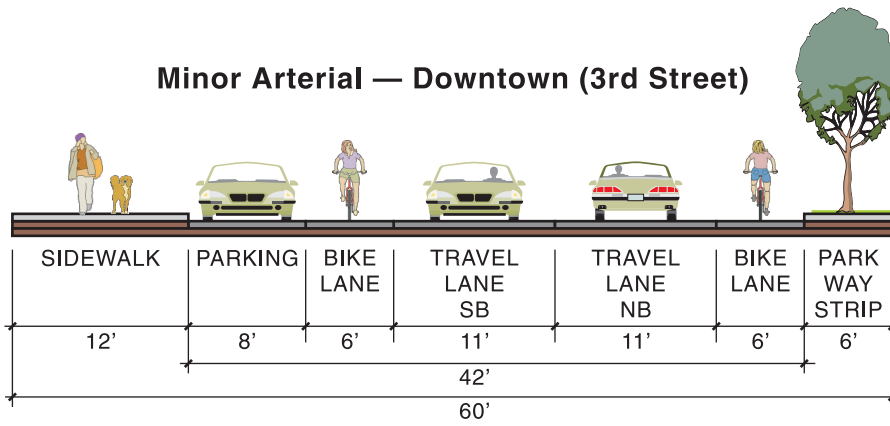 Minor Arterial — Downtown (3rd Street)
SIDEWALK
PARKING
BIKE
LANE
TRAVEL
LANE
SB
TRAVEL
LANE
NB
BIKE
LANE
PARK
WAY
STRIP
12’
8’
6’
11’
11’
6’
6’
42’
60’